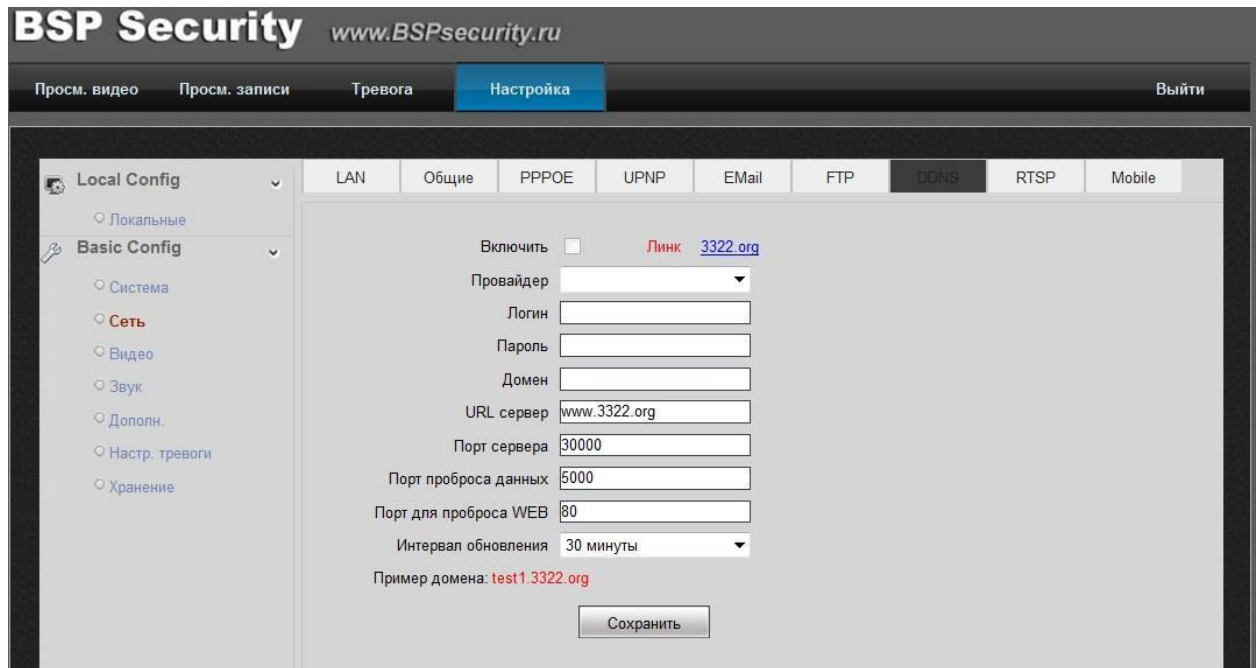 BSP Security www.BSPsecurity.ru
Просм. видео Просм. записи Тревога Настройка Выйти
Local Config
Локальные
Basic Config
Система
Сеть
Видео
Звук
Дополн.
Настр. тревоги
Хранение
LAN Общие PPPOE UPNP EMail FTP DDNS RTSP Mobile
Включить Линк 3322.org
Провайдер
Логин
Пароль
Домен
URL сервер www.3322.org
Порт сервера 30000
Порт проброса данных 5000
Порт для проброса WEB 80
Интервал обновления 30 минуты
Пример домена: test1.3322.org
Сохранить